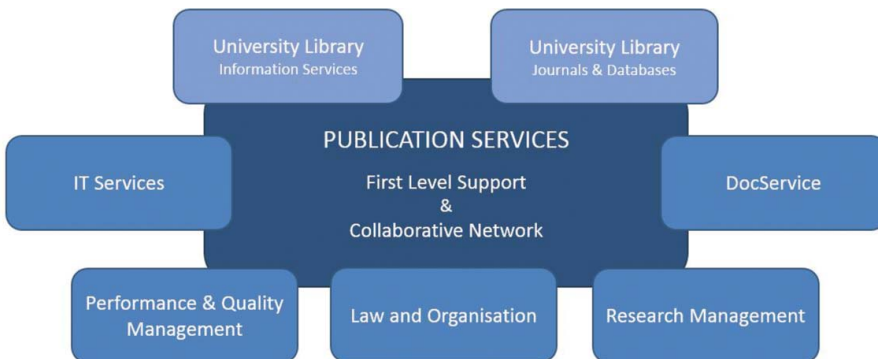 University Library
Information Services
University Library
Journals & Databases
PUBLICATION SERVICES
First Level Support
&
Collaborative Network
IT Services
DocService
Performance & Quality
Management
Law and Organisation
Research Management